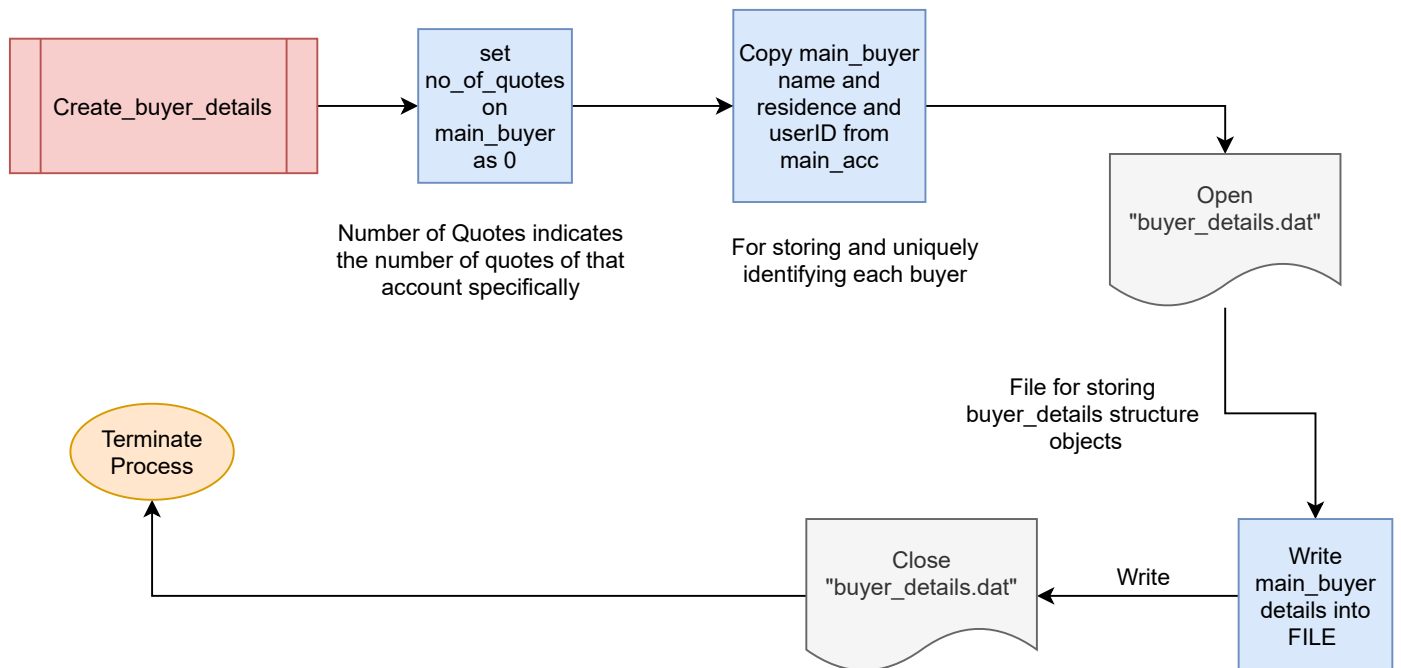 Create_buyer_details
set
no_of_quotes
on
main_buyer
as 0
Copy main_buyer
name and
residence and
userID from
main_acc
Open
"buyer_details.dat"
Number of Quotes indicates
the number of quotes of that
account specifically
For storing and uniquely
identifying each buyer
File for storing
buyer_details structure
objects
Terminate
Process
Close
"buyer_details.dat"
Write
Write
main_buyer
details into
FILE